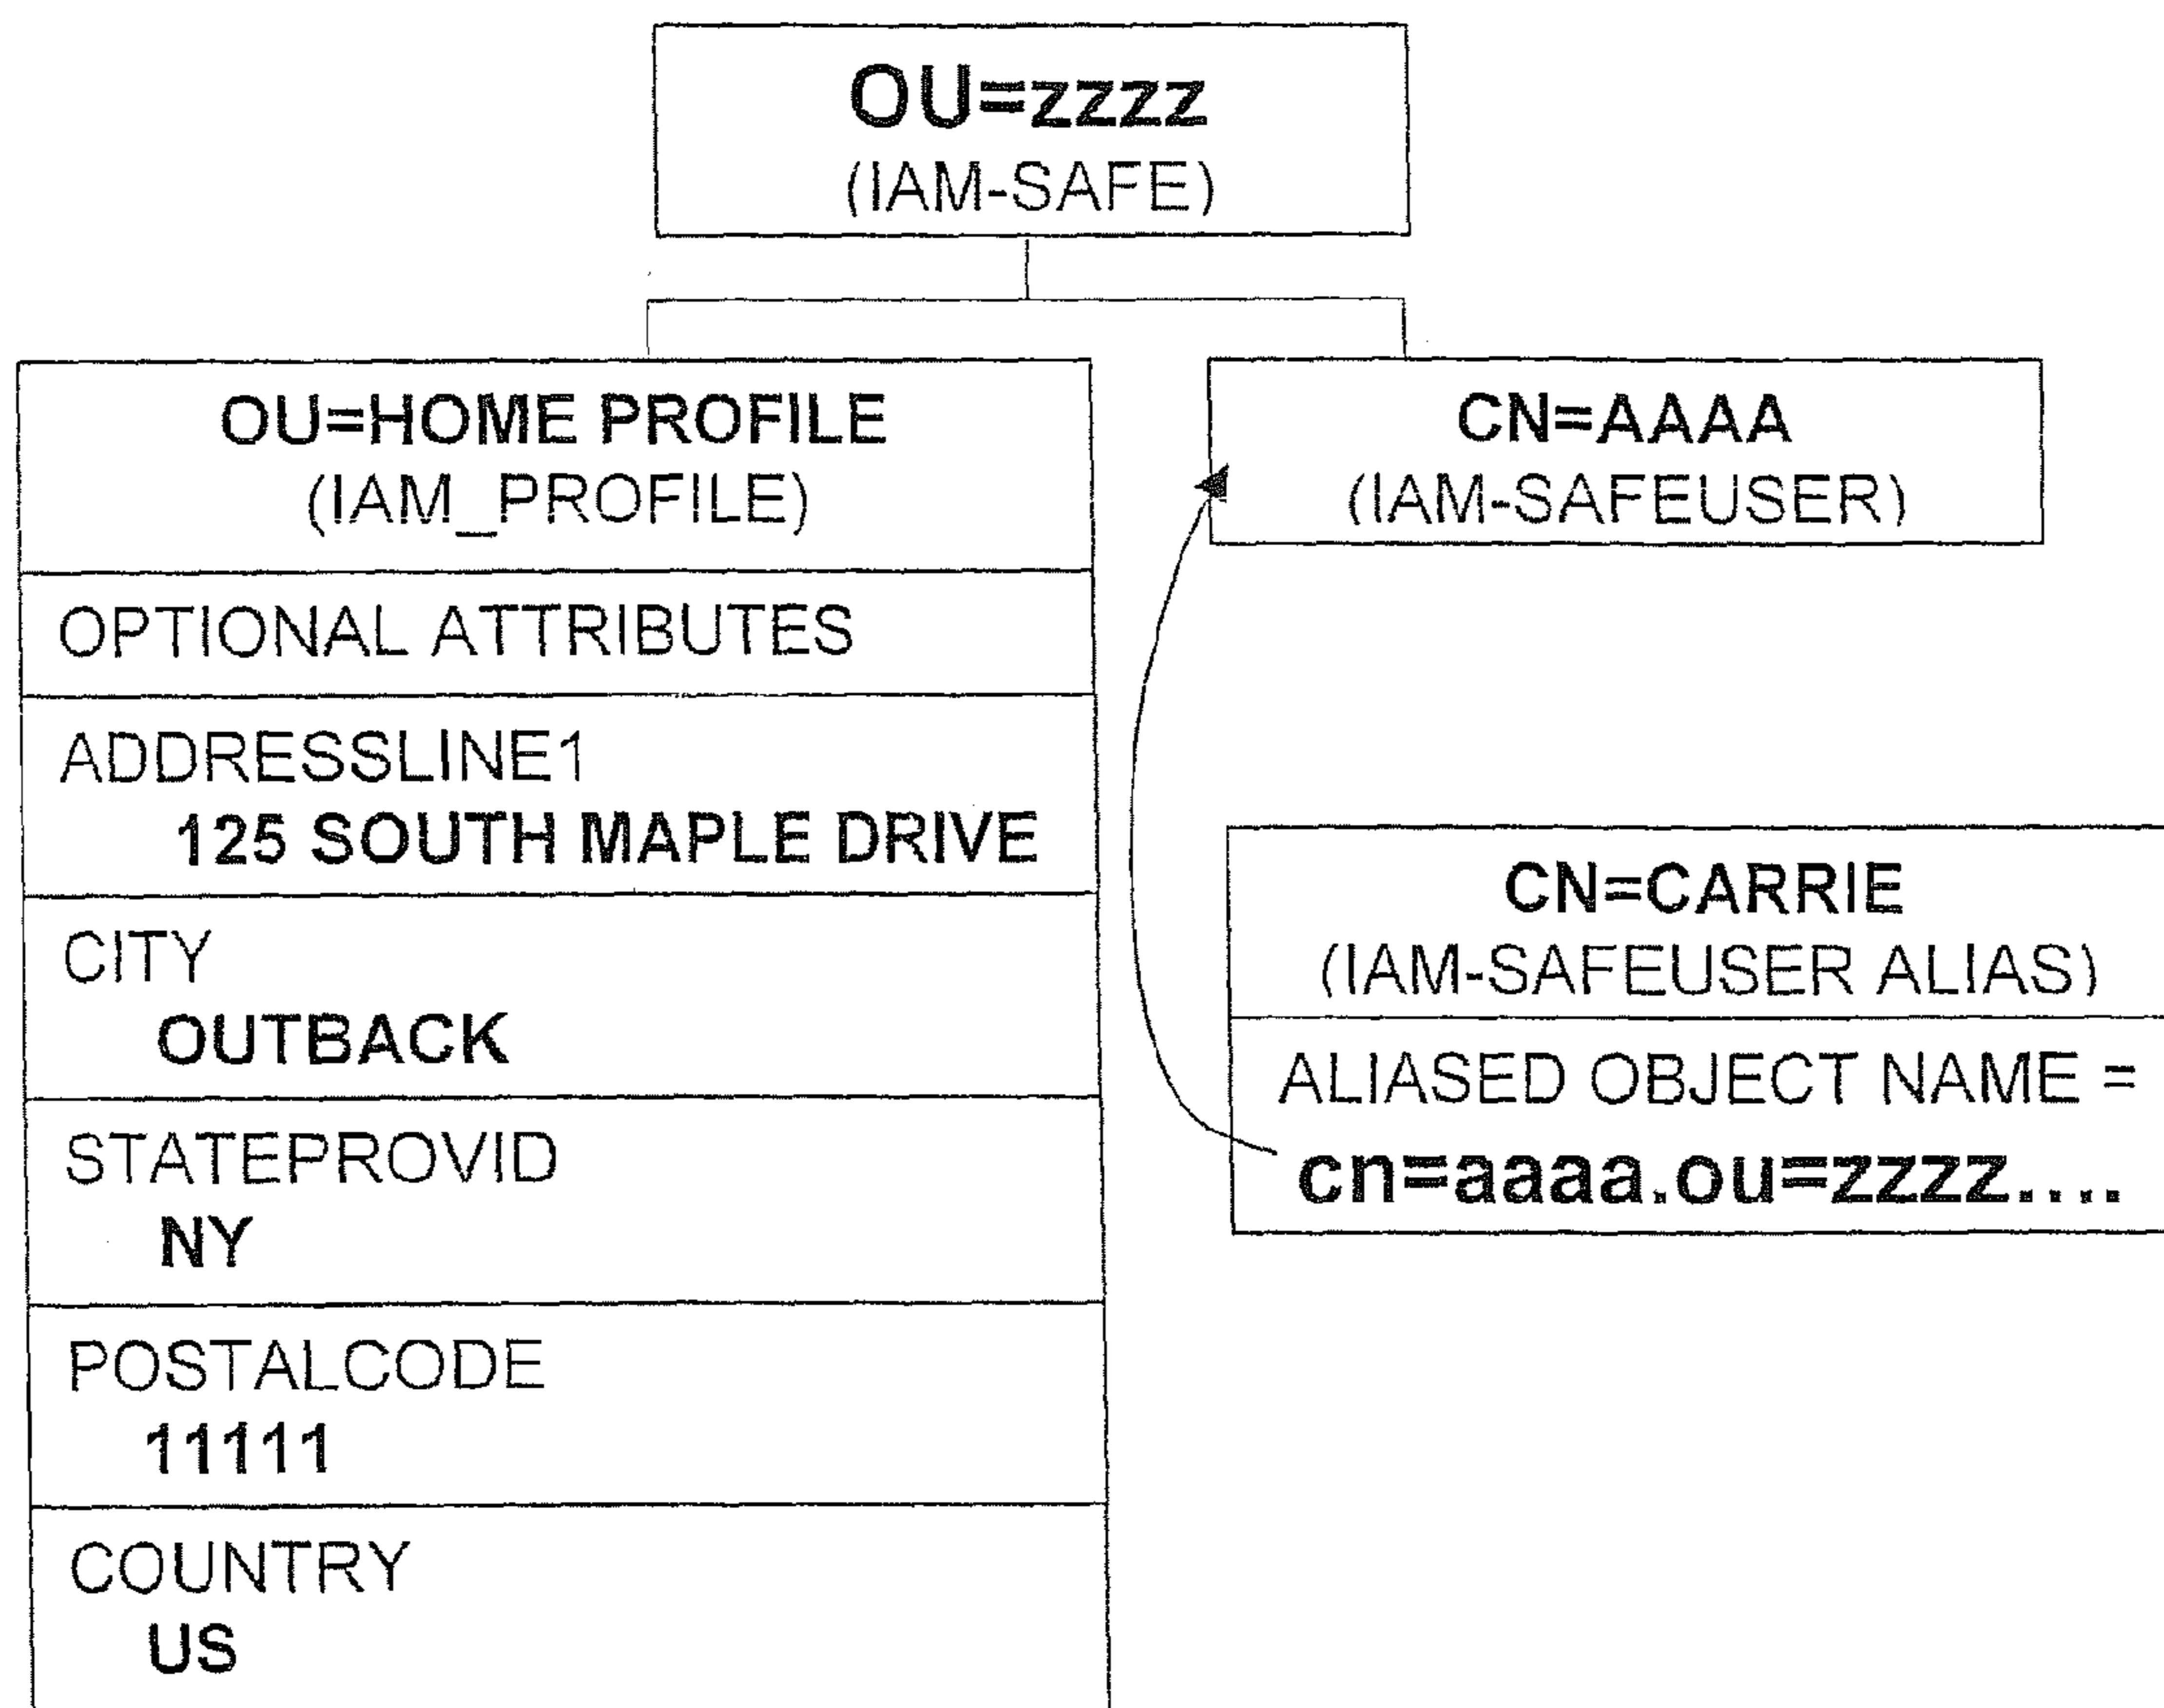 OU=zzzz
(IAM-SAFE)
OU=HOME PROFILE
(IAM_PROFILE)
OPTIONAL ATTRIBUTES
ADDRESSLINE1
125 SOUTH MAPLE DRIVE
CITY
OUTBACK
STATEPROVID
NY
POSTALCODE
11111
COUNTRY
US
CN=AAAA
(IAM-SAFEUSER)
CN=CARRIE
(IAM-SAFEUSER ALIAS)
ALIASED OBJECT NAME =
cn=aaaa.ou=zzzz....